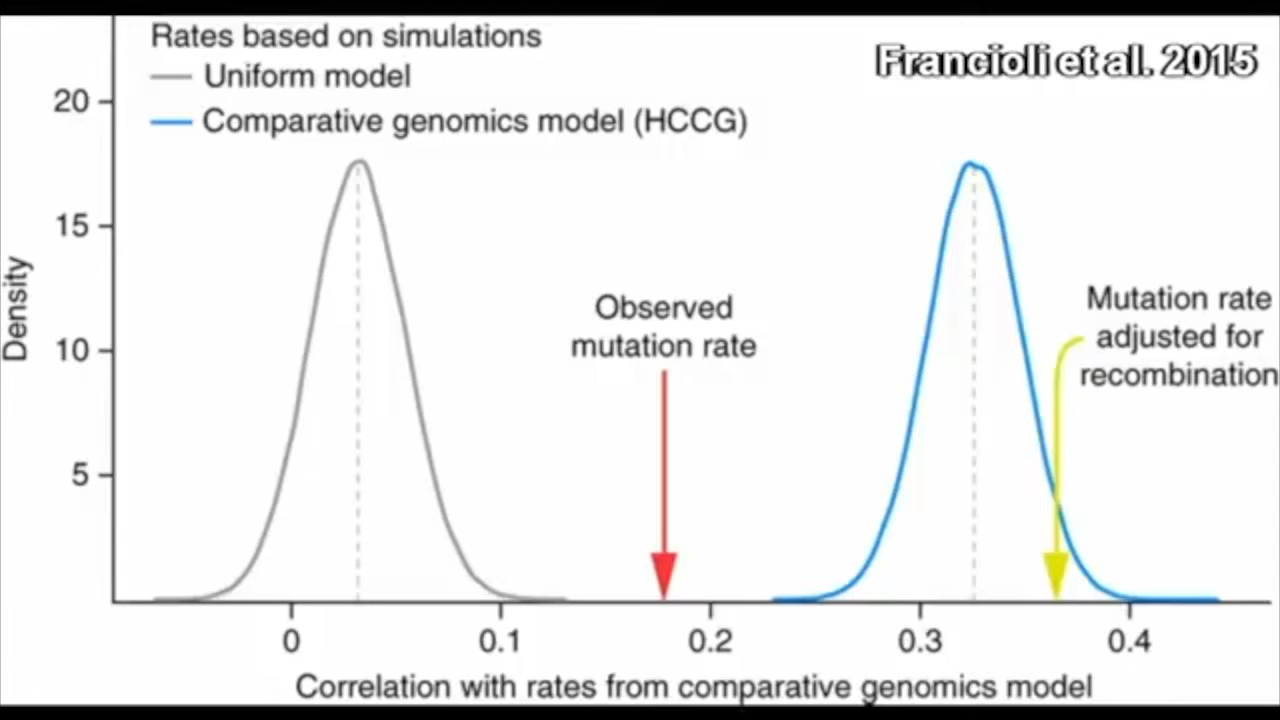 Rates based on simulations
Uniform model
Comparative genomics model (HCCG)
Francioli et al. 2015
20
15
10
5
Density
Observed
mutation rate
Mutation rate
adjusted for
recombination
0 0.1 0.2 0.3 0.4
Correlation with rates from comparative genomics model